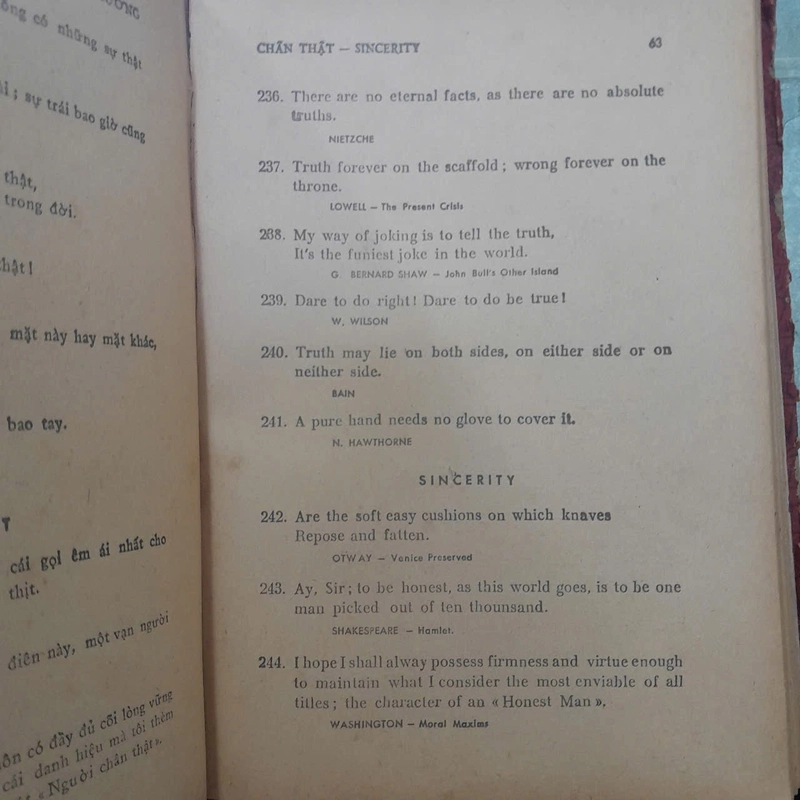 ƯƠNG
ông có những sự thật
sự trái bao giờ cũng
thật,
trong đời.
mặt này hay mặt khác,
bao tay.
cái gọi êm ái nhất cho
thịt.
điên này, một vạn người
có đầy đủ cõi lòng vững
cái danh hiệu mà tôi thèm
« Người chân thật».
CHÂN THẬT — SINCERITY
63
236. There are no eternal facts, as there are no absolute
truths.
NIETZCHE
237. Truth forever on the scaffold ; wrong forever on the
throne.
LOWELL — The Present Crisis
238. My way of joking is to tell the truth,
It's the funiest joke in the world.
G. BERNARD SHAW — John Bull's Other Island
239. Dare to do right ! Dare to do be true !
W. WILSON
240. Truth may lie on both sides, on either side or on
neither side.
BAIN
241. A pure hand needs no glove to cover it.
N. HAWTHORNE
SINCERITY
242. Are the soft easy cushions on which knaves
Repose and fatten.
OTWAY — Venice Preserved
243. Ay, Sir ; to be honest, as this world goes, is to be one
man picked out of ten thounsand.
SHAKESPEARE — Hamlet.
244. I hope I shall alway possess firmness and virtue enough
to maintain what I consider the most enviable of all
titles ; the character of an « Honest Man ».
WASHINGTON — Moral Maxims